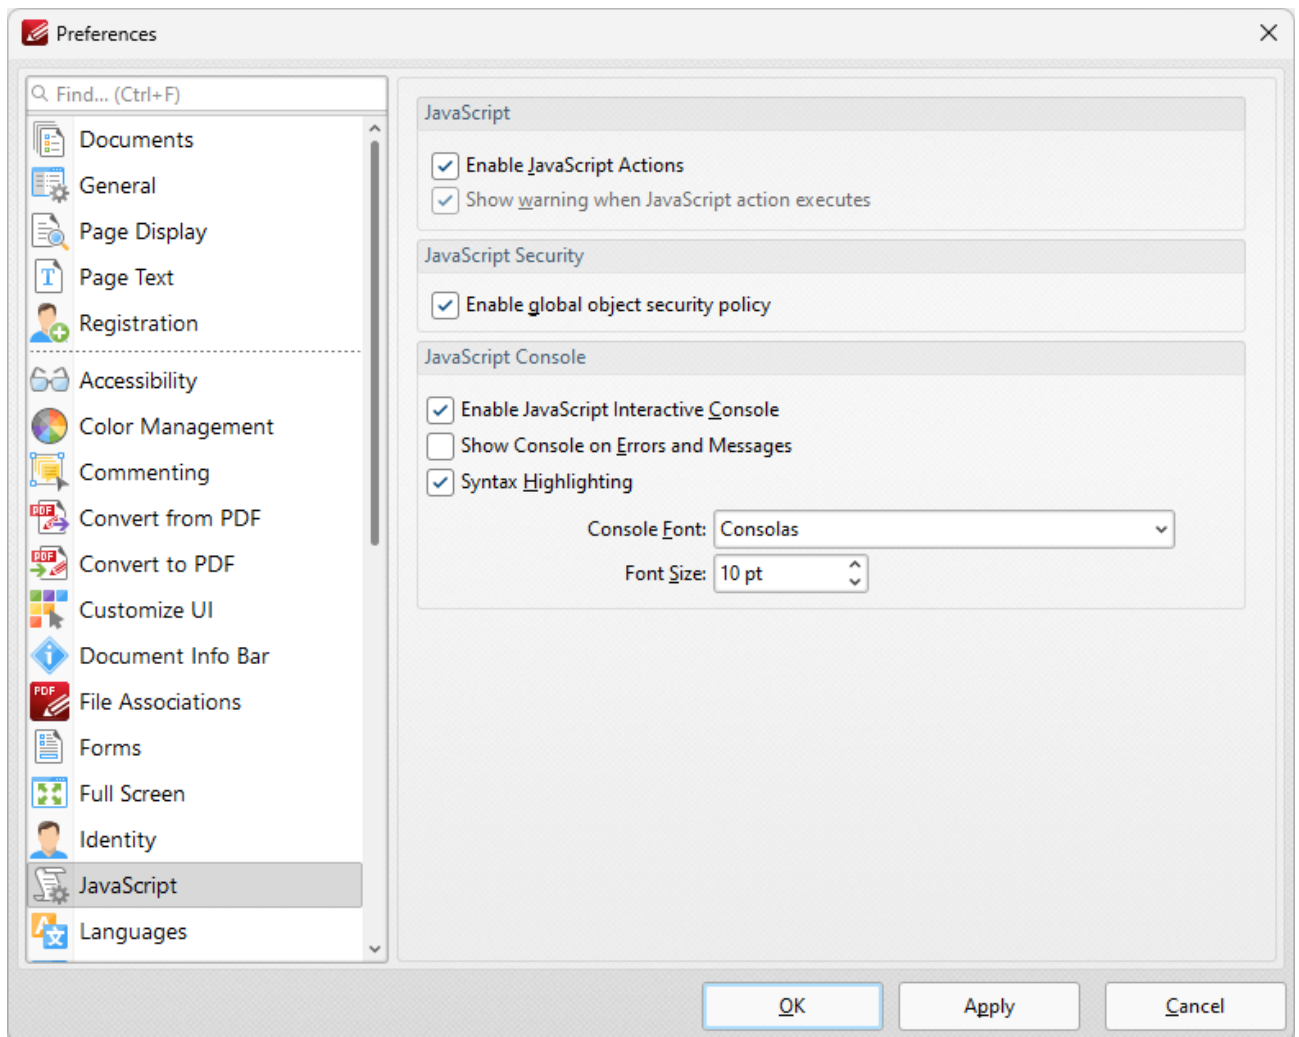 Preferences
Find... (Ctrl+F)
Documents
General
Page Display
Page Text
Registration
Accessibility
Color Management
Commenting
PDF
Convert from PDF
PDF
Convert to PDF
Customize UI
Document Info Bar
PDF
File Associations
Forms
Full Screen
Identity
JavaScript
Languages
JavaScript
Enable JavaScript Actions
Show warning when JavaScript action executes
JavaScript Security
Enable global object security policy
JavaScript Console
Enable JavaScript Interactive Console
Show Console on Errors and Messages
Syntax Highlighting
Console Font: Consolas
Font Size: 10 pt
OK
Apply
Cancel